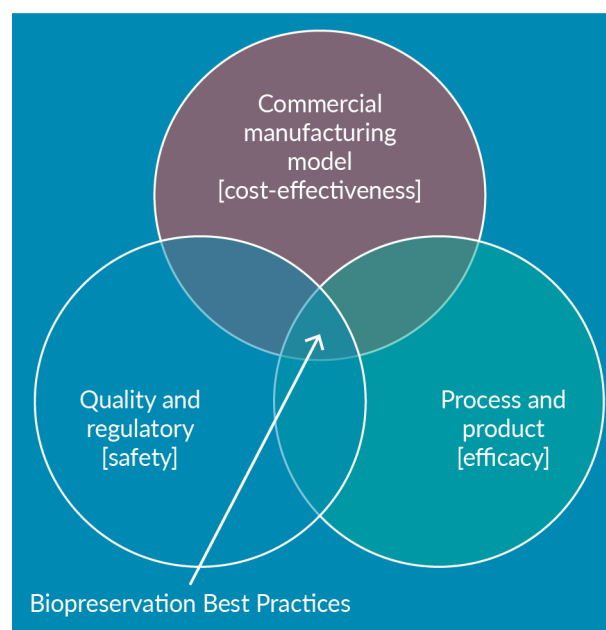 Commercial
manufacturing
model
[cost-effectiveness]
Quality and
regulatory
[safety]
Process and
product
[efficacy]
Biopreservation Best Practices